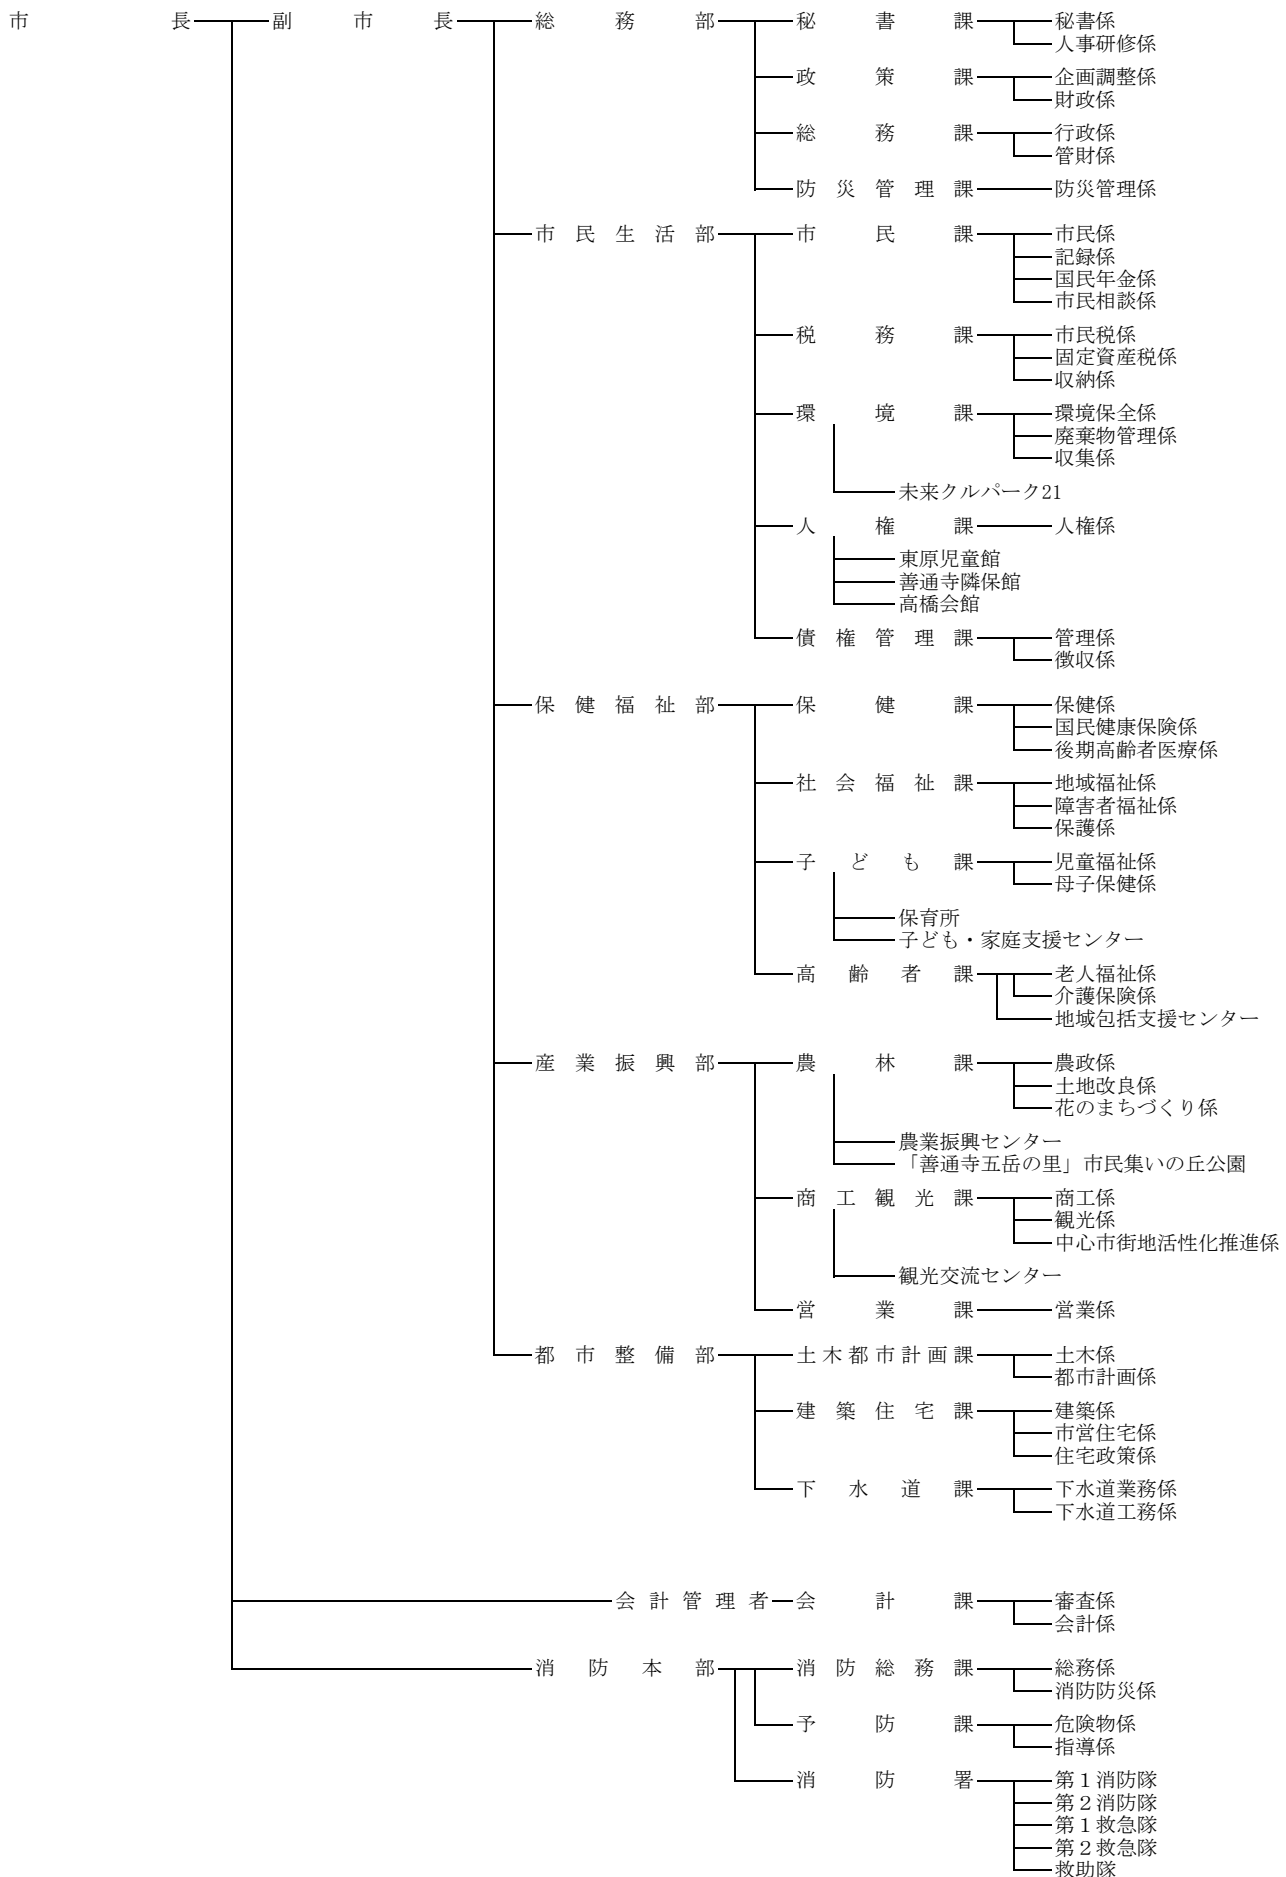 市長 副市長 総務部 秘書課 秘書係
人事研修係
政策課 企画調整係
財政係
総務課 行政係
管財係
防災管理課 防災管理係
市民生活部 市民課 市民係
記録係
国民年金係
市民相談係
税務課 市民税係
固定資産税係
収納係
環境課 環境保全係
廃棄物管理係
収集係
未来クルパーク21
人権課 人権係
東原児童館
善通寺隣保館
高橋会館
債権管理課 管理係
徴収係
保健福祉部 保健課 保健係
国民健康保険係
後期高齢者医療係
社会福祉課 地域福祉係
障害者福祉係
保護係
子ども課 児童福祉係
母子保健係
保育所
子ども・家庭支援センター
高齢者課 老人福祉係
介護保険係
地域包括支援センター
産業振興部 農林課 農政係
土地改良係
花のまちづくり係
農業振興センター
「善通寺五岳の里」市民集いの丘公園
商工観光課 商工係
観光係
中心市街地活性化推進係
観光交流センター
営業課 営業係
都市整備部 土木都市計画課 土木係
都市計画係
建築住宅課 建築係
市営住宅係
住宅政策係
下水道課 下水道業務係
下水道工務係
会計管理者 会計課 審査係
会計係
消防本部 消防総務課 総務係
消防防災係
予防課 危険物係
指導係
消防署 第1消防隊
第2消防隊
第1救急隊
第2救急隊
救助隊